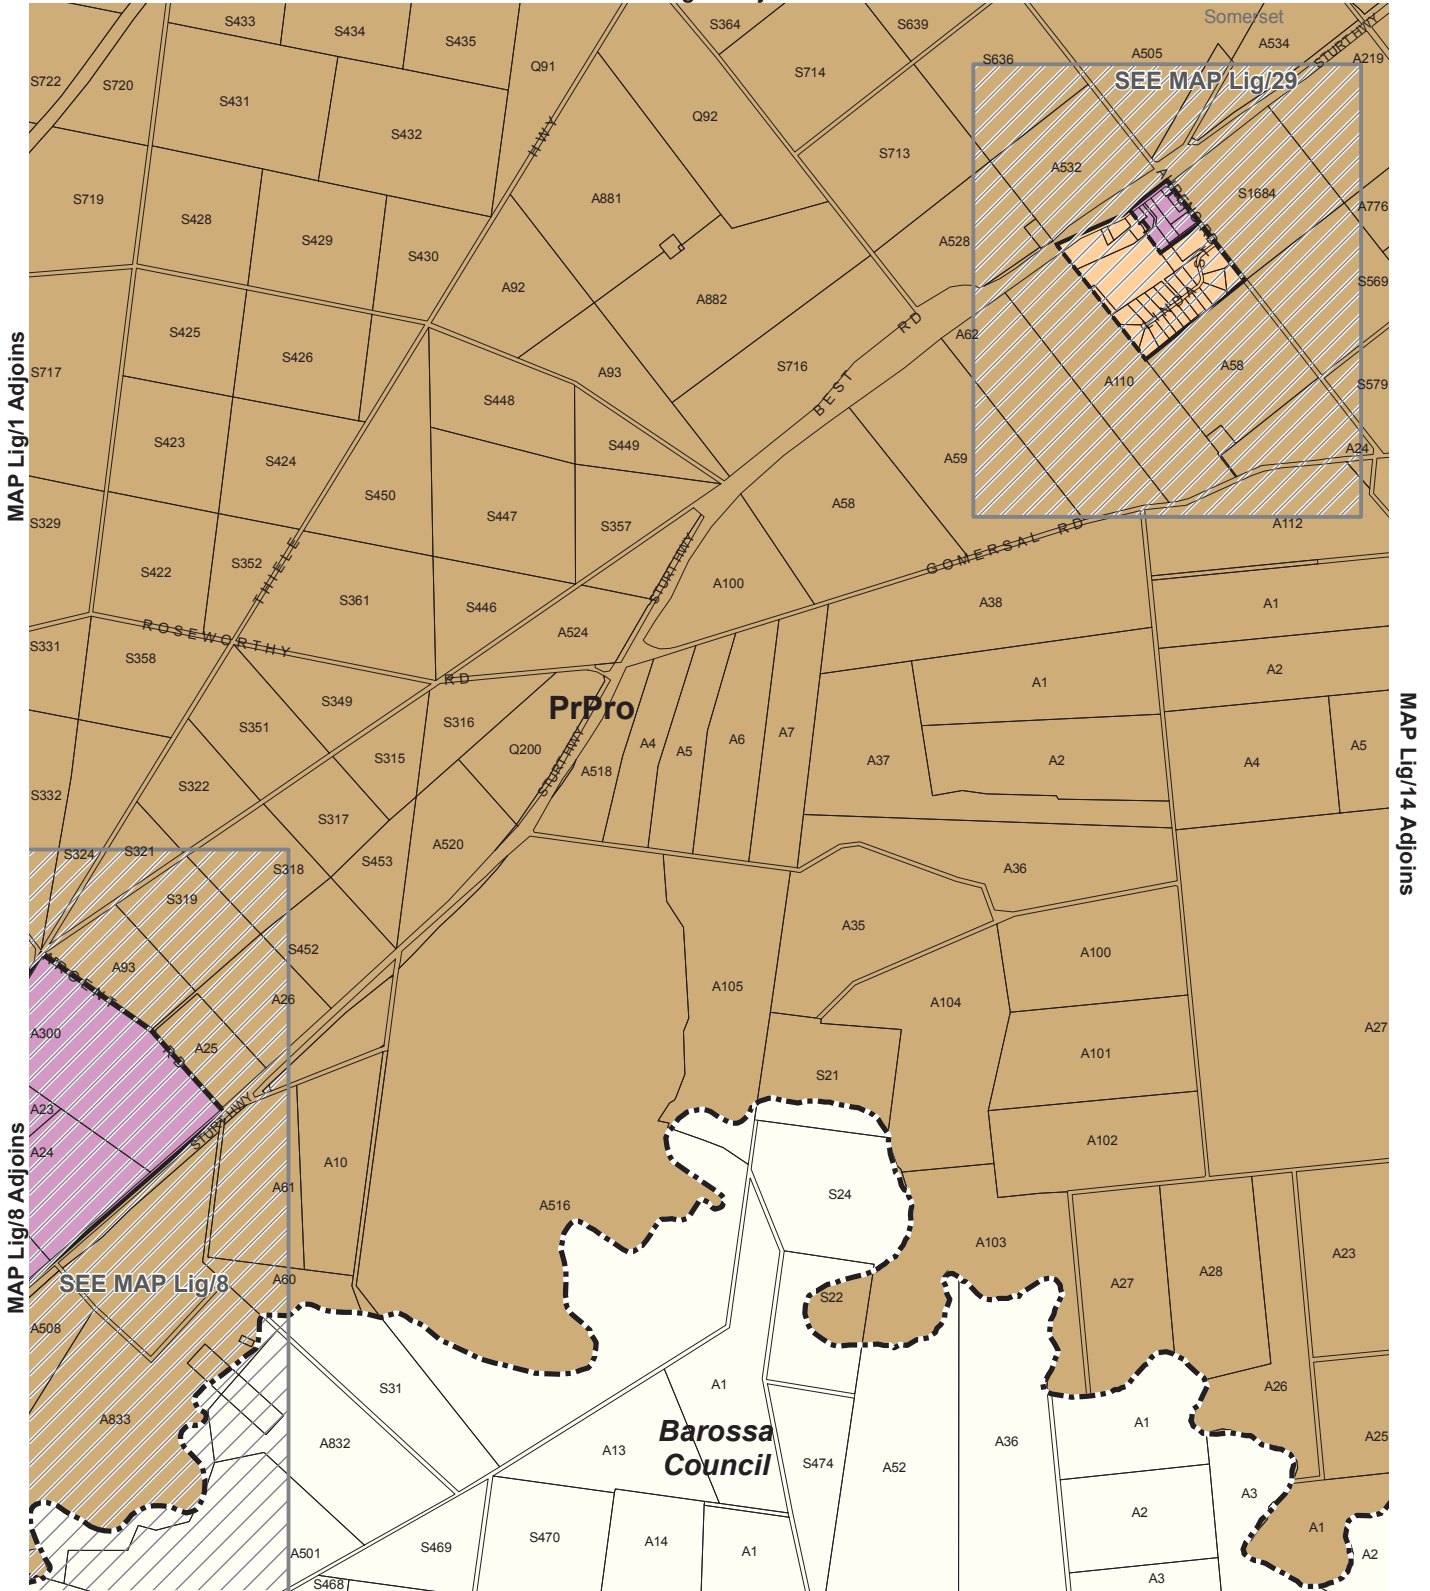 S433
S434
S435
Q91
S364
S639
Somerset
A534
STURT HWY
A505
A219
S636
S722
S720
S431
S432
HWY
Q92
S714
S713
SEE MAP Lig/29
A532
S1684
A776
S719
S428
S429
S430
A881
A528
S569
A92
A882
RD
A62
LINDA ST
S425
S426
MAP Lig/1 Adjoins
S717
S448
A93
S716
BEST
A110
A58
S579
S423
S424
S449
A59
A24
S450
S447
S357
A58
S329
A112
GOMERSAL RD
S422
S352
THIELE
S361
S446
STURT HWY
A100
A38
A1
ROSEWORTHY
RD
A524
S331
S358
A2
S349
S316
PrPro
A1
S351
S315
Q200
STURT HWY
A518
A4
A5
A6
A7
A37
A2
A4
A5
MAP Lig/14 Adjoins
S332
S322
S317
S324
S321
S318
S453
A520
A36
S319
A35
S452
A93
A100
A26
A105
A104
A300
A25
RD
A27
A101
S21
A23
STURT HWY
A24
A10
A102
MAP Lig/8 Adjoins
A61
A516
S24
A103
A23
A27
A28
SEE MAP Lig/8
A60
S22
A508
S31
A1
A26
A833
A832
A13
Barossa
Council
S474
A52
A36
A1
A25
A3
A2
A1
A501
S469
S470
A14
A1
A2
S468
A3